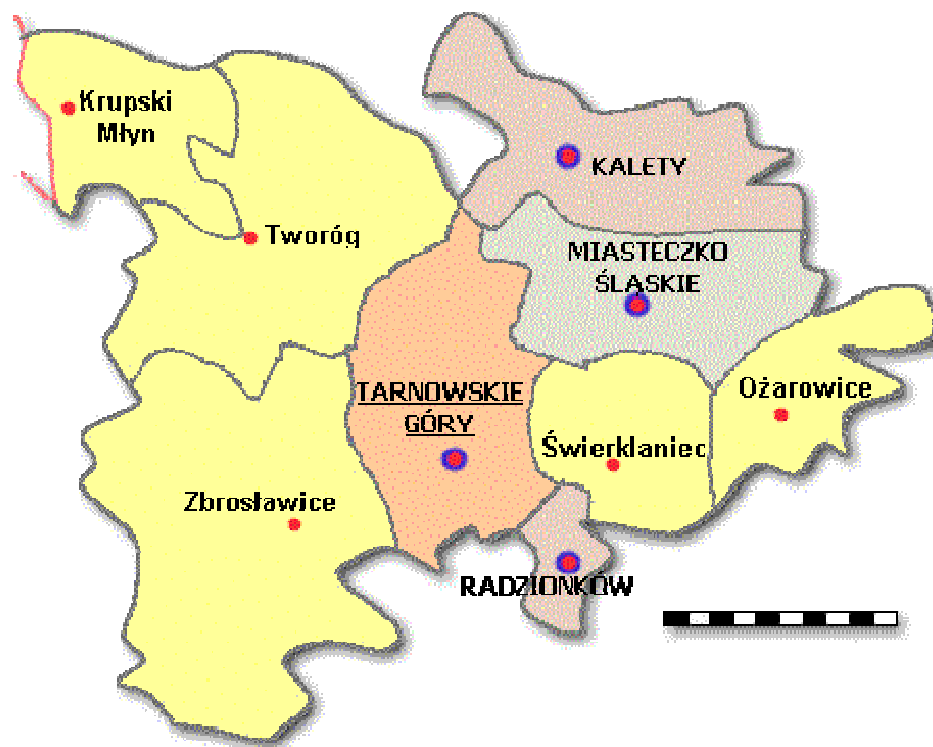 Krupski
Młyn
KALETY
Tworóg
MIASTECZKO
ŚLĄSKIE
TARNOWSKIE
GÓRY
Ożarowice
Świerklaniec
Zbrosławice
RADZIONKÓW